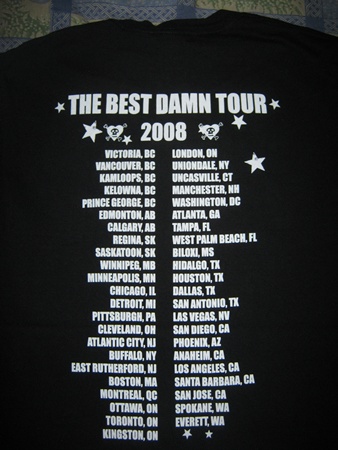 THE BEST DAMN TOUR
2008
VICTORIA, BC
VANCOUVER, BC
KAMLOOPS, BC
KELOWNA, BC
PRINCE GEORGE, BC
EDMONTON, AB
CALGARY, AB
REGINA, SK
SASKATOON, SK
WINNIPEG, MB
MINNEAPOLIS, MN
CHICAGO, IL
DETROIT, MI
PITTSBURGH, PA
CLEVELAND, OH
ATLANTIC CITY, NJ
BUFFALO, NY
EAST RUTHERFORD, NJ
BOSTON, MA
MONTREAL, QC
OTTAWA, ON
TORONTO, ON
KINGSTON, ON
LONDON, ON
UNIONDALE, NY
UNCASVILLE, CT
MANCHESTER, NH
WASHINGTON, DC
ATLANTA, GA
TAMPA, FL
WEST PALM BEACH, FL
BILOXI, MS
HIDALGO, TX
HOUSTON, TX
DALLAS, TX
SAN ANTONIO, TX
LAS VEGAS, NV
SAN DIEGO, CA
PHOENIX, AZ
ANAHEIM, CA
LOS ANGELES, CA
SANTA BARBARA, CA
SAN JOSE, CA
SPOKANE, WA
EVERETT, WA